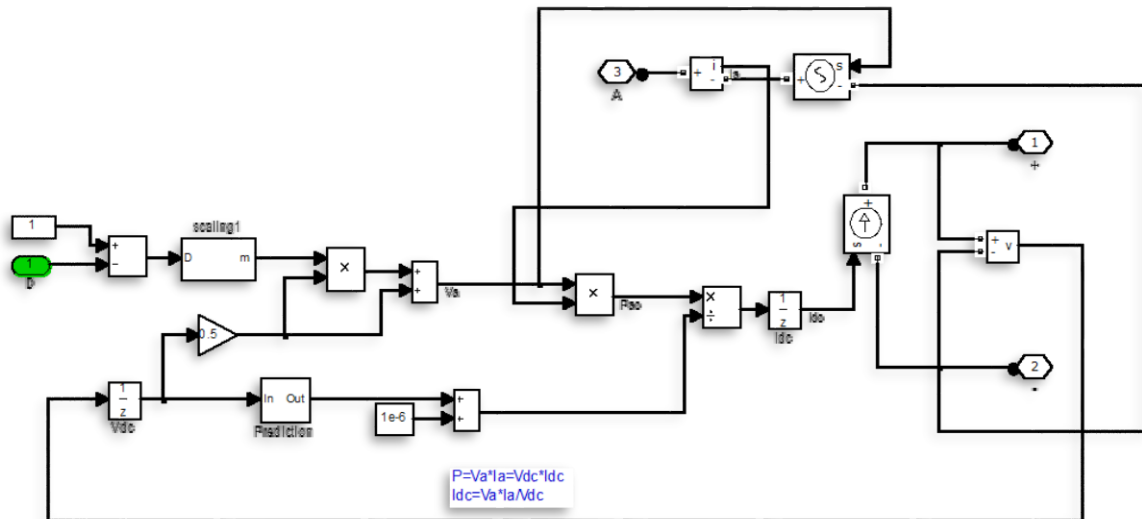 3
i
s
+ - + -
A
Ia
1
+
+
s -
1
scaling1
+
−
D m
×
+
+
+ v
-
1
D
Va
×
Pac
×
÷
1
z
Idc
Idc
0.5
2
-
1
z
Vdc
In Out
Prediction
1e-6
+
+
P=Va*Ia=Vdc*Idc
Idc=Va*Ia/Vdc